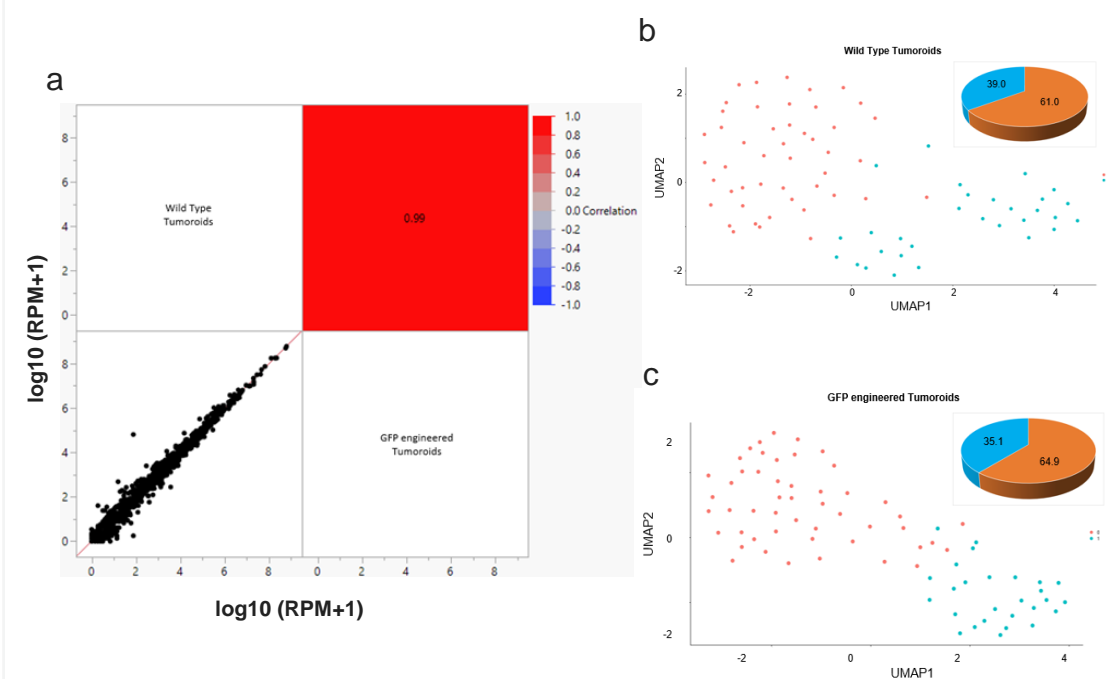 a
Wild Type
Tumoroids
0.99
1.0
0.8
0.6
0.4
0.2
0.0 Correlation
-0.2
-0.4
-0.6
-0.8
-1.0
8
6
4
2
0
8
6
4
2
0
GFP engineered
Tumoroids
0 2 4 6 8 0 2 4 6 8
log10 (RPM+1)
log10 (RPM+1)
b
Wild Type Tumoroids
39.0
61.0
2
0
-2
UMAP2
-2 0 2 4
UMAP1
c
GFP engineered Tumoroids
35.1
64.9
2
0
-2
UMAP2
-2 0 2 4
UMAP1